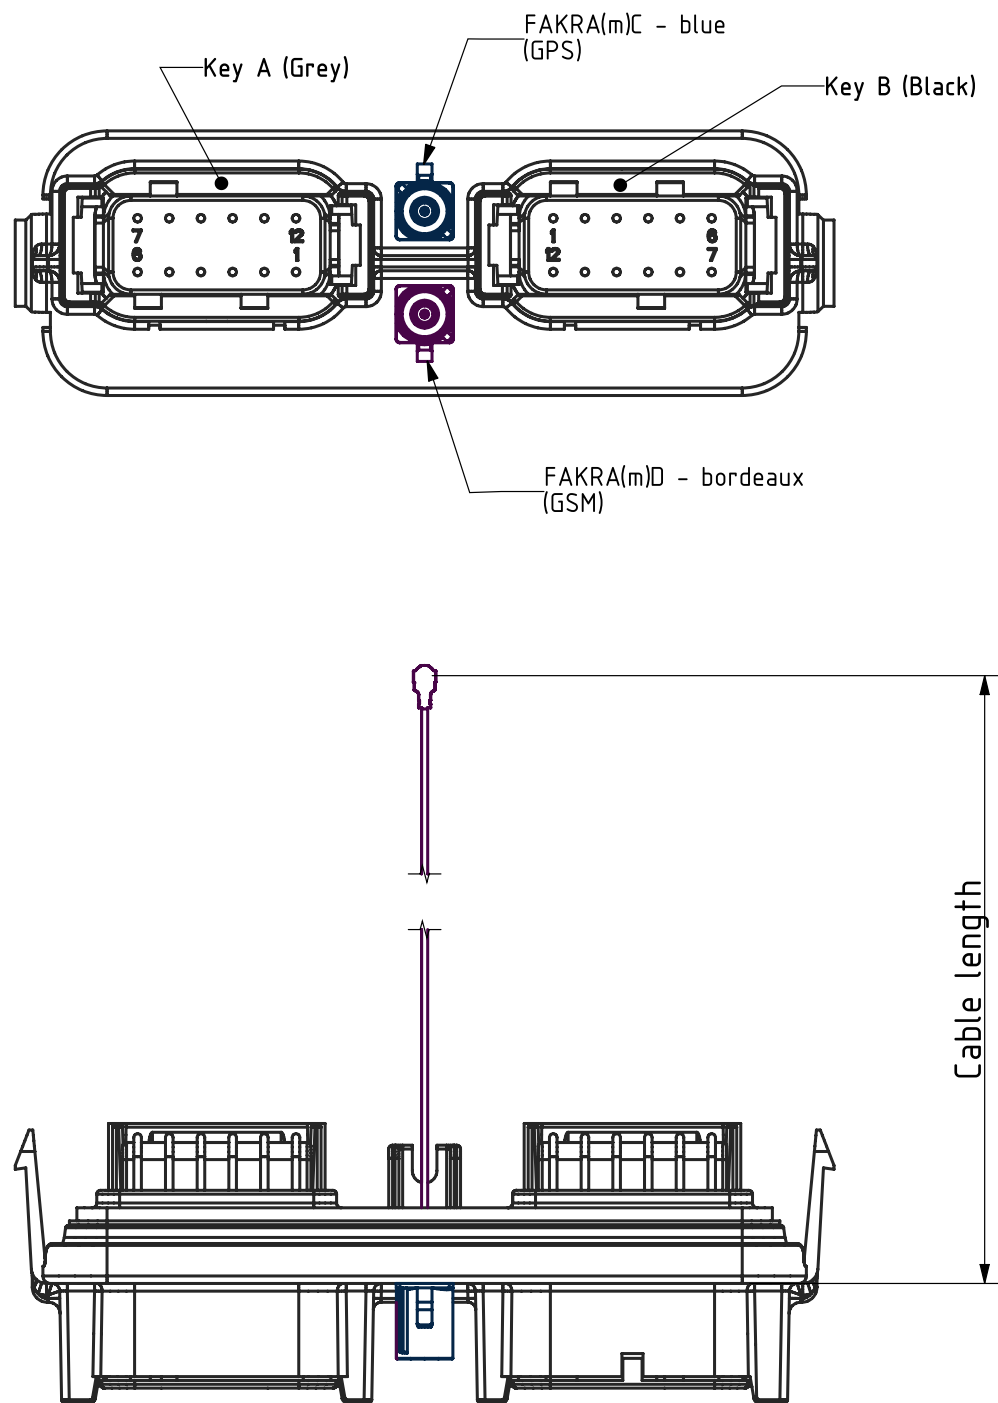 FAKRA(m)C - blue
(GPS)
Key A (Grey)
Key B (Black)
7 12
6 1
1 6
12 7
FAKRA(m)D - bordeaux
(GSM)
Cable length